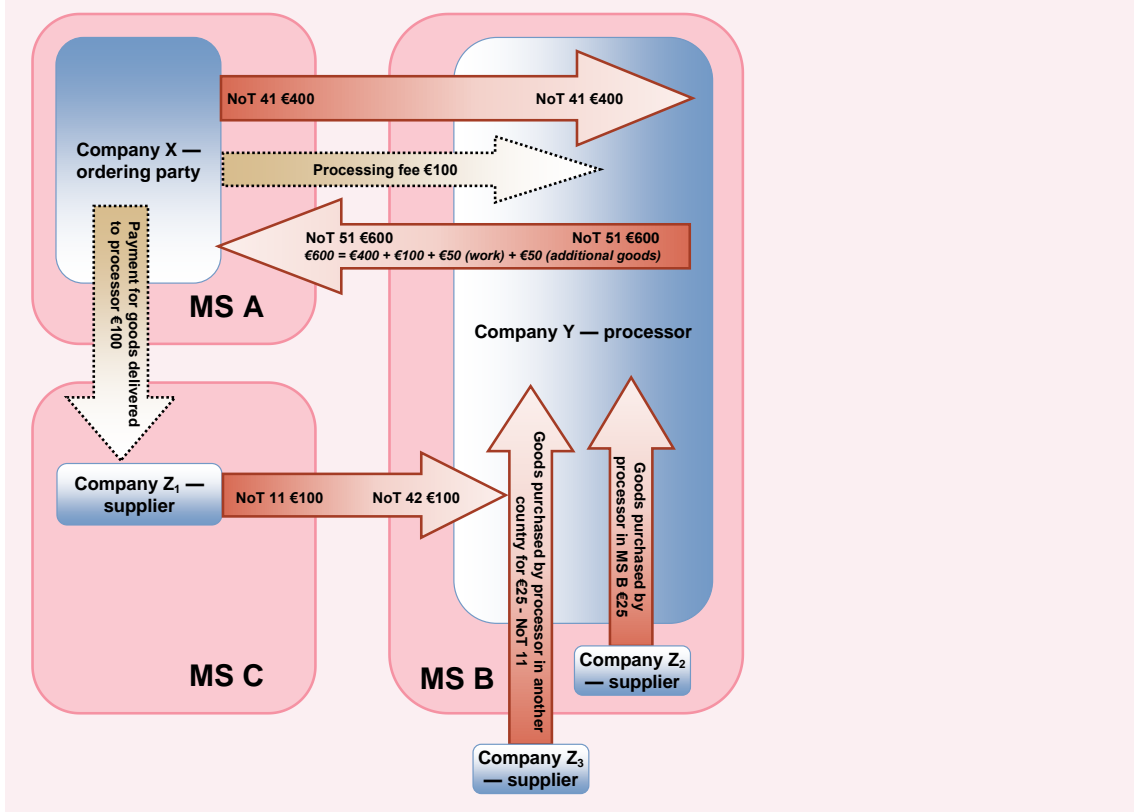 NoT 41 €400
NoT 41 €400
Company X —
ordering party
Processing fee €100
NoT 51 €600
NoT 51 €600
€600 = €400 + €100 + €50 (work) + €50 (additional goods)
Payment for goods delivered
to processor €100
MS A
Company Y — processor
Company Z1 —
supplier
NoT 11 €100
NoT 42 €100
Goods purchased by processor in another
country for €25 - NoT 11
Goods purchased by
processor in MS B €25
MS C
MS B
Company Z2
— supplier
Company Z3
— supplier